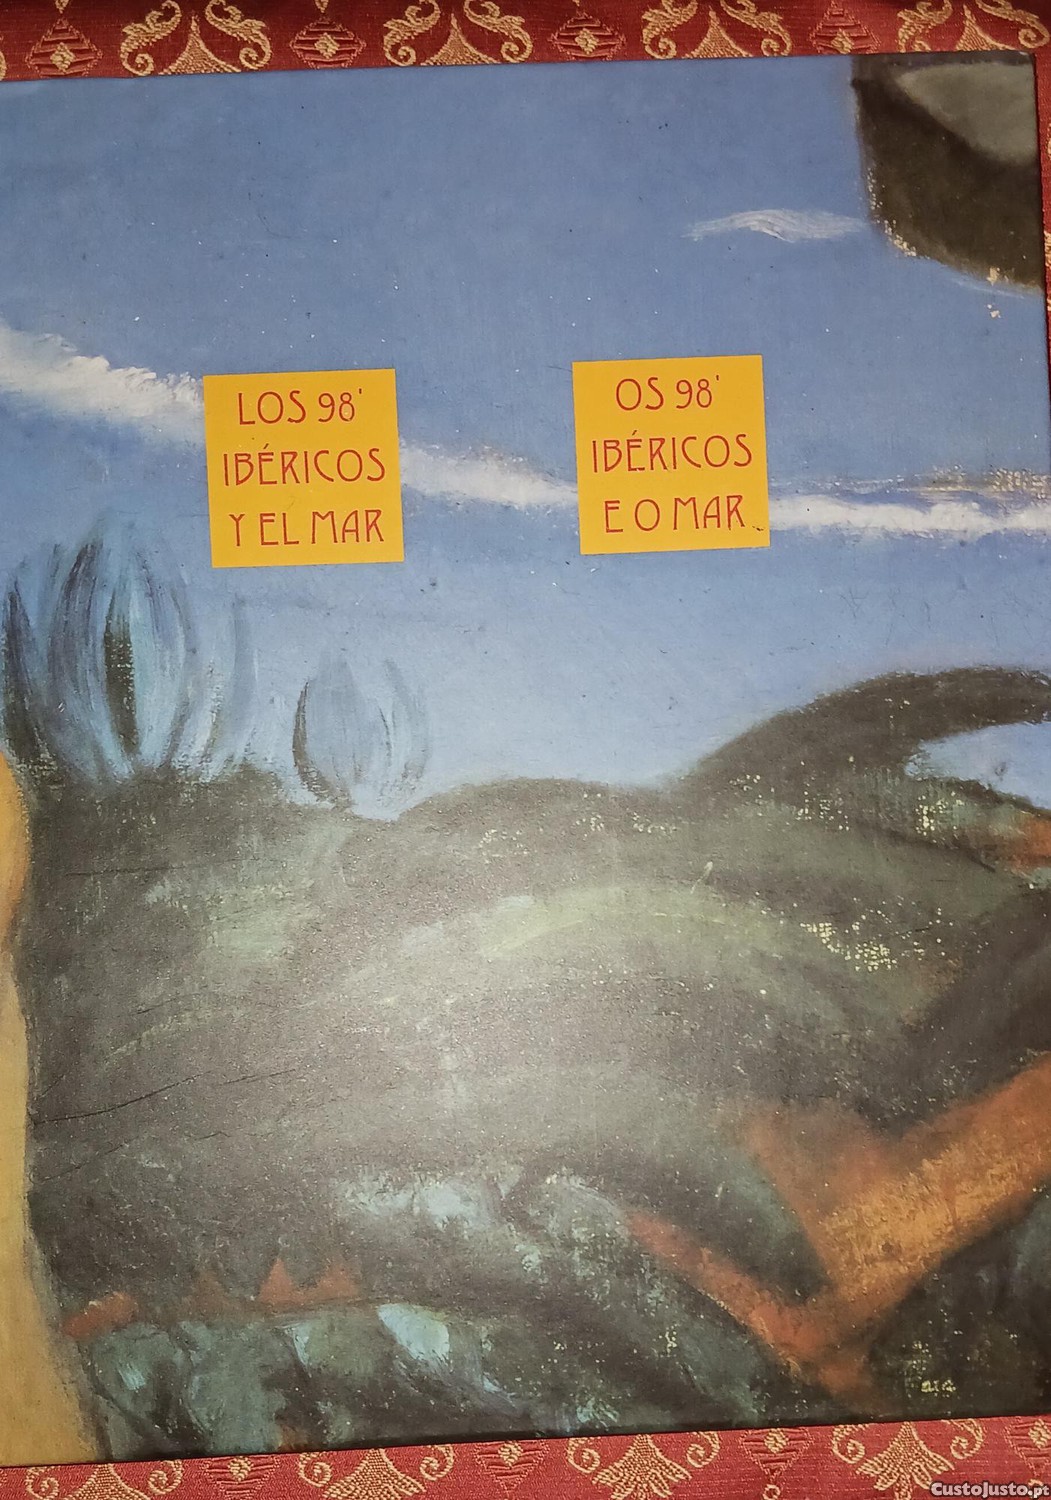 LOS 98'
IBÉRICOS
Y EL MAR
OS 98'
IBÉRICOS
E O MAR
CustoJusto.pt